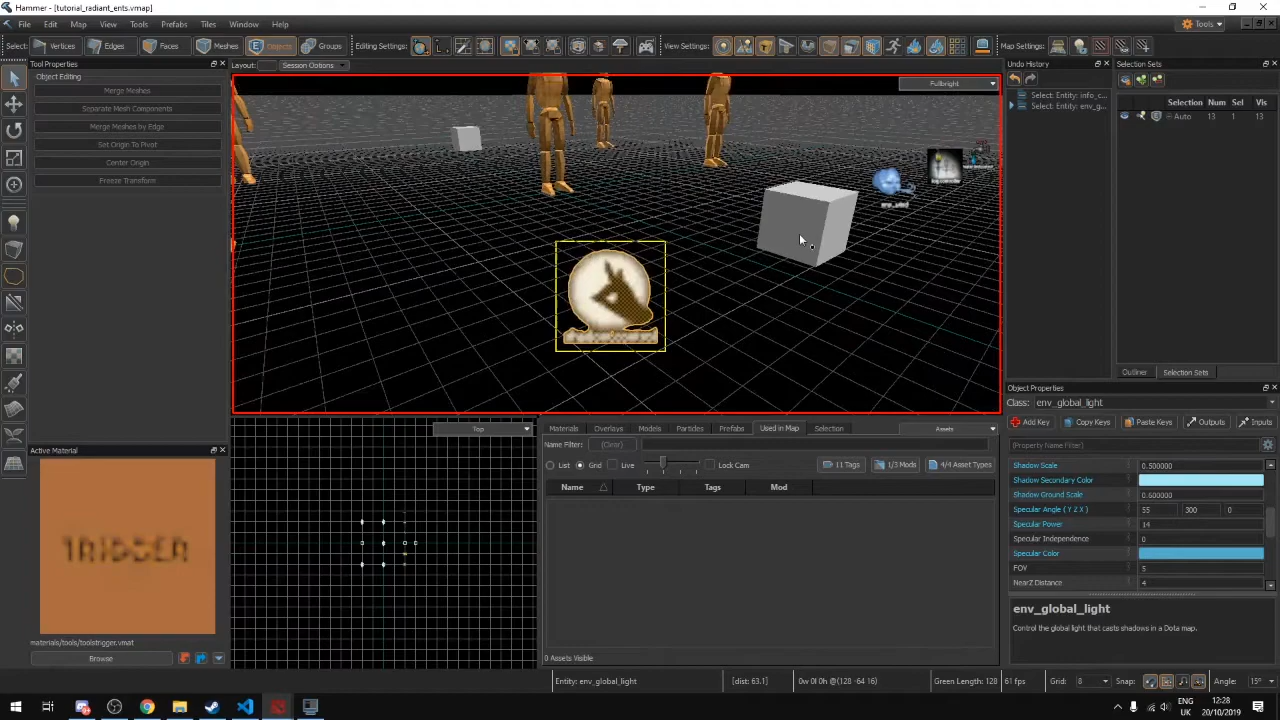 Hammer - [tutorial_radiant_ents.vmap]
File Edit Map Tools Prefabs Tiles View Instancing Window Help
Tools
Select: Vertices Edges Faces Meshes Objects Groups Editing Settings: View Settings: Map Settings:
Tool Properties
Layout: Session Options
Undo History
Selection Sets
Object Editing
Merge Meshes
Separate Mesh Components
Merge Meshes by Edge
Set Origin To Pivot
Center Origin
Freeze Transform
Fullbright
Select: Entity: info_c...
Select: Entity: env_g...
Selection Num Sel Vis
Auto 13 1 13
env_wind
Outliner Selection Sets
Object Properties
Class: env_global_light
Add Key Copy Keys Paste Keys Outputs Inputs
(Property Name Filter)
Shadow Scale 0.500000
Shadow Secondary Color
Shadow Ground Scale 0.600000
Specular Angle ( Y Z X ) 55 300 0
Specular Power 14
Specular Independence 0
Specular Color
FOV 5
NearZ Distance 4
env_global_light
Control the global light that casts shadows in a Dota map.
Top
Materials Overlays Models Particles Prefabs Used in Map Selection Assets
Name Filter: (Clear)
List Grid Live Lock Cam 11 Tags 1/3 Mods 4/4 Asset Types
Name Type Tags Mod
0 Assets Visible
Active Material
TRIGGER
materials/tools/toolstrigger.vmat
Browse
Entity: env_global_light [dist: 63.1] 0w 0l 0h @(128 -64 16) Green Length: 128 61 fps Grid: 8 Snap: Angle: 15°
ENG
UK
12:28
20/10/2019